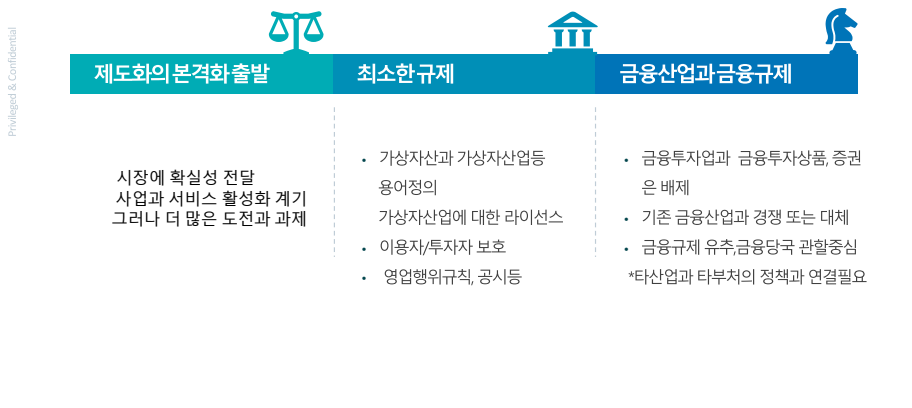 Privileged & Confidential
제도화의 본격화 출발
최소한 규제
금융산업과 금융규제
시장에 확실성 전달
사업과 서비스 활성화 계기
그러나 더 많은 도전과 과제
• 가상자산과 가상자산업등
용어정의
가상자산업에 대한 라이선스
• 이용자/투자자 보호
• 영업행위규칙, 공시등
• 금융투자업과 금융투자상품, 증권
은 배제
• 기존 금융산업과 경쟁 또는 대체
• 금융규제 유추,금융당국 관할중심
*타산업과 타부처의 정책과 연결필요